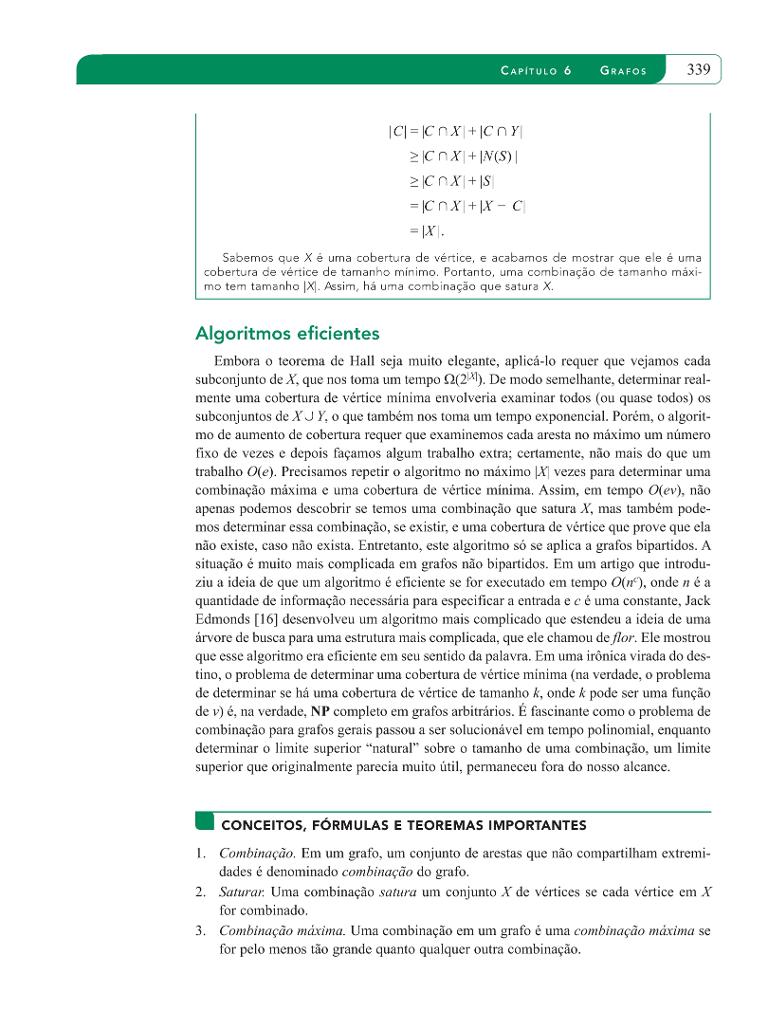 CAPÍTULO 6 GRAFOS 339
|C| = |C ∩ X| + |C ∩ Y|
≥ |C ∩ X| + |N(S)|
≥ |C ∩ X| + |S|
= |C ∩ X| + |X − C|
= |X|.
Sabemos que X é uma cobertura de vértice, e acabamos de mostrar que ele é uma
cobertura de vértice de tamanho mínimo. Portanto, uma combinação de tamanho máxi-
mo tem tamanho |X|. Assim, há uma combinação que satura X.
Algoritmos eficientes
Embora o teorema de Hall seja muito elegante, aplicá-lo requer que vejamos cada
subconjunto de X, que nos toma um tempo Ω(2|X|). De modo semelhante, determinar real-
mente uma cobertura de vértice mínima envolveria examinar todos (ou quase todos) os
subconjuntos de X ∪ Y, o que também nos toma um tempo exponencial. Porém, o algorit-
mo de aumento de cobertura requer que examinemos cada aresta no máximo um número
fixo de vezes e depois façamos algum trabalho extra; certamente, não mais do que um
trabalho O(e). Precisamos repetir o algoritmo no máximo |X| vezes para determinar uma
combinação máxima e uma cobertura de vértice mínima. Assim, em tempo O(ev), não
apenas podemos descobrir se temos uma combinação que satura X, mas também pode-
mos determinar essa combinação, se existir, e uma cobertura de vértice que prove que ela
não existe, caso não exista. Entretanto, este algoritmo só se aplica a grafos bipartidos. A
situação é muito mais complicada em grafos não bipartidos. Em um artigo que introdu-
ziu a ideia de que um algoritmo é eficiente se for executado em tempo O(nᶜ), onde n é a
quantidade de informação necessária para especificar a entrada e c é uma constante, Jack
Edmonds [16] desenvolveu um algoritmo mais complicado que estendeu a ideia de uma
árvore de busca para uma estrutura mais complicada, que ele chamou de flor. Ele mostrou
que esse algoritmo era eficiente em seu sentido da palavra. Em uma irônica virada do des-
tino, o problema de determinar uma cobertura de vértice mínima (na verdade, o problema
de determinar se há uma cobertura de vértice de tamanho k, onde k pode ser uma função
de v) é, na verdade, NP completo em grafos arbitrários. É fascinante como o problema de
combinação para grafos gerais passou a ser solucionável em tempo polinomial, enquanto
determinar o limite superior “natural” sobre o tamanho de uma combinação, um limite
superior que originalmente parecia muito útil, permaneceu fora do nosso alcance.
CONCEITOS, FÓRMULAS E TEOREMAS IMPORTANTES
1. Combinação. Em um grafo, um conjunto de arestas que não compartilham extremi-
dades é denominado combinação do grafo.
2. Saturar. Uma combinação satura um conjunto X de vértices se cada vértice em X
for combinado.
3. Combinação máxima. Uma combinação em um grafo é uma combinação máxima se
for pelo menos tão grande quanto qualquer outra combinação.